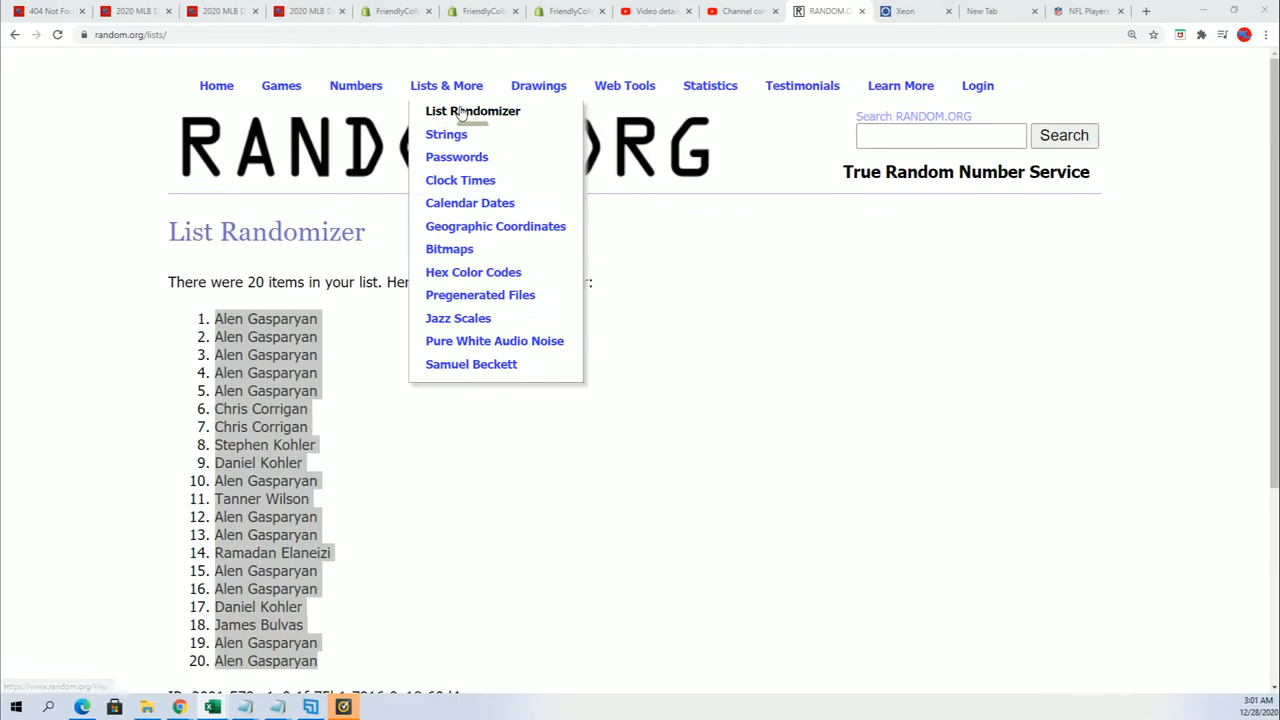 404 Not Fou
2020 MLB D
2020 MLB D
2020 MLB D
FriendlyColl
FriendlyColl
FriendlyColl
Video detai
Channel con
RANDOM.O
Xeon
New Tab
NFL Players
random.org/lists/
Home Games Numbers Lists & More Drawings Web Tools Statistics Testimonials Learn More Login
List Randomizer
Strings
Passwords
Clock Times
Calendar Dates
Geographic Coordinates
Bitmaps
Hex Color Codes
Pregenerated Files
Jazz Scales
Pure White Audio Noise
Samuel Beckett
Search RANDOM.ORG
Search
True Random Number Service
List Randomizer
There were 20 items in your list. Her
1. Alen Gasparyan
2. Alen Gasparyan
3. Alen Gasparyan
4. Alen Gasparyan
5. Alen Gasparyan
6. Chris Corrigan
7. Chris Corrigan
8. Stephen Kohler
9. Daniel Kohler
10. Alen Gasparyan
11. Tanner Wilson
12. Alen Gasparyan
13. Alen Gasparyan
14. Ramadan Elaneizi
15. Alen Gasparyan
16. Alen Gasparyan
17. Daniel Kohler
18. James Bulvas
19. Alen Gasparyan
20. Alen Gasparyan
3:01 AM
12/28/2020